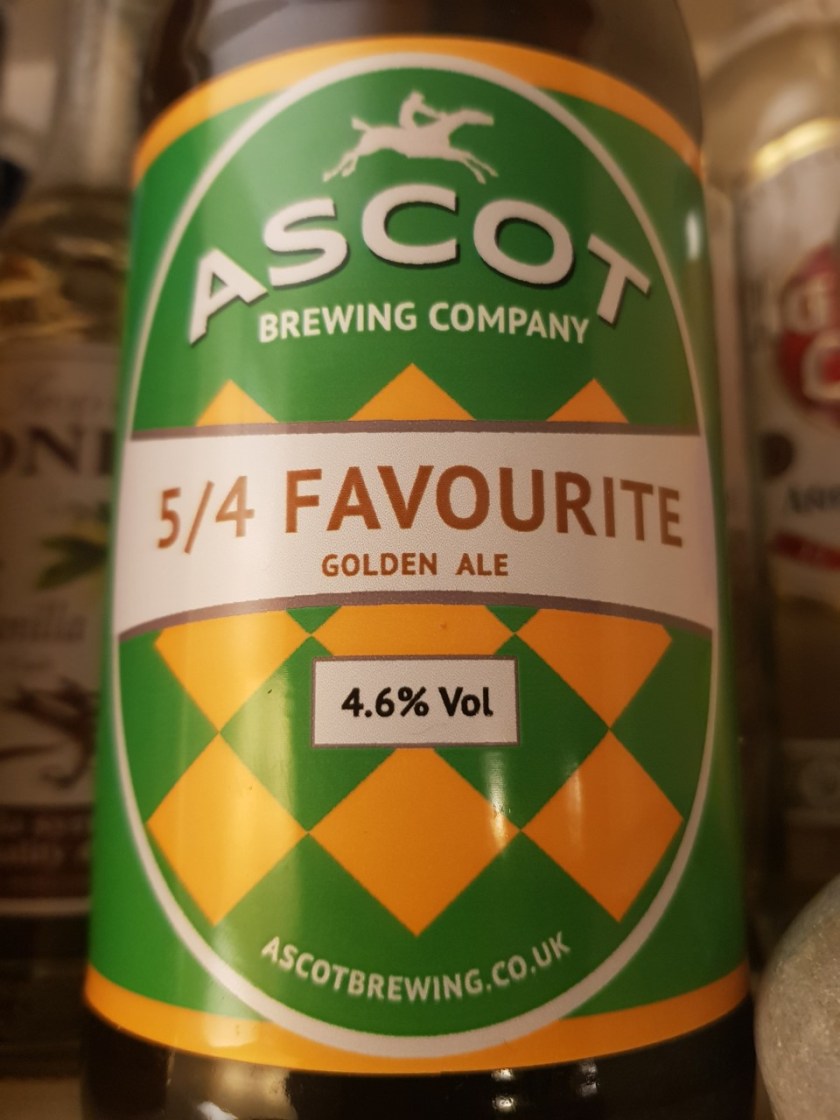 ASCOT
BREWING COMPANY
5/4 FAVOURITE
GOLDEN ALE
4.6% Vol
ASCOTBREWING.CO.UK